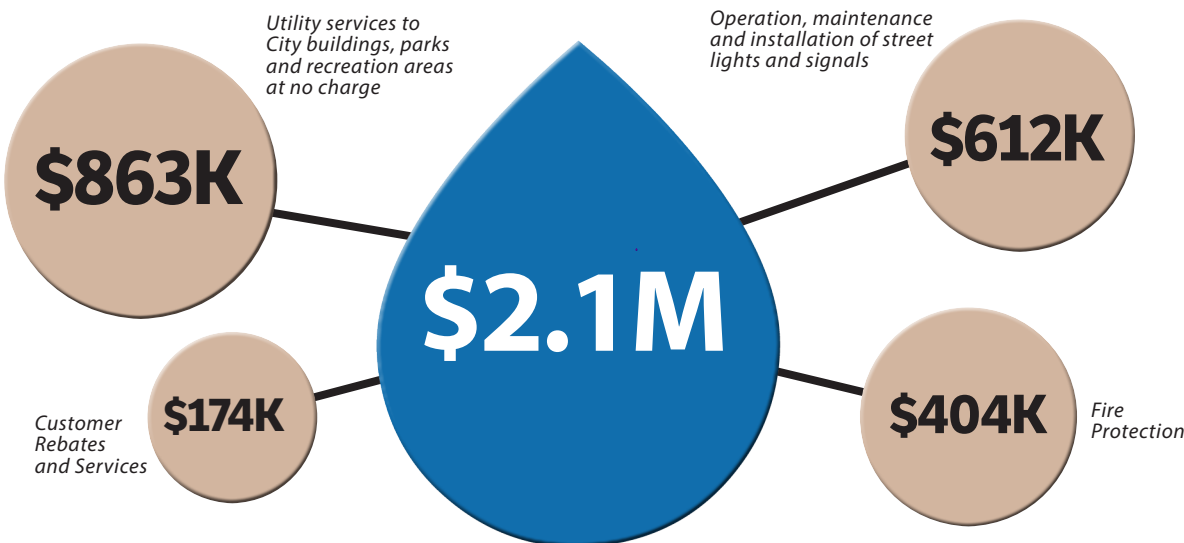 Utility services to
City buildings, parks
and recreation areas
at no charge
$863K
Operation, maintenance
and installation of street
lights and signals
$612K
$2.1M
Customer
Rebates
and Services
$174K
$404K
Fire
Protection